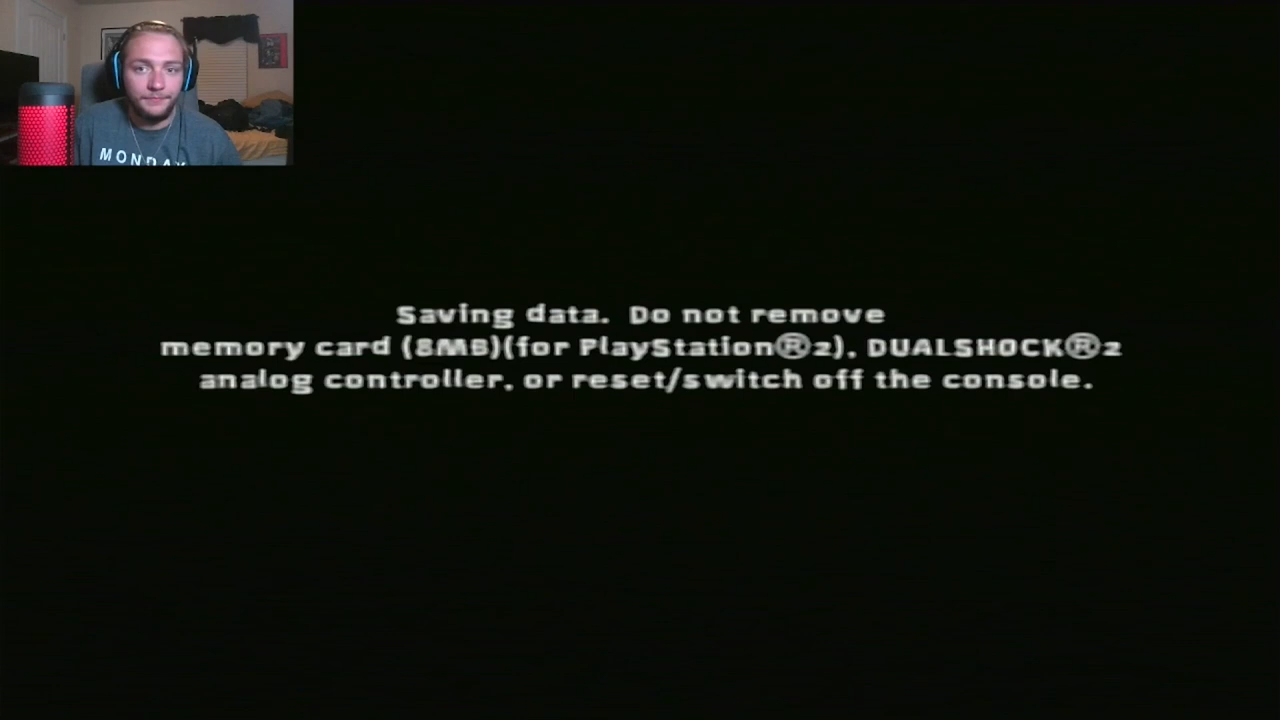 MONDAY
Saving data. Do not remove
memory card (8MB)(for PlayStation®2), DUALSHOCK®2
analog controller, or reset/switch off the console.